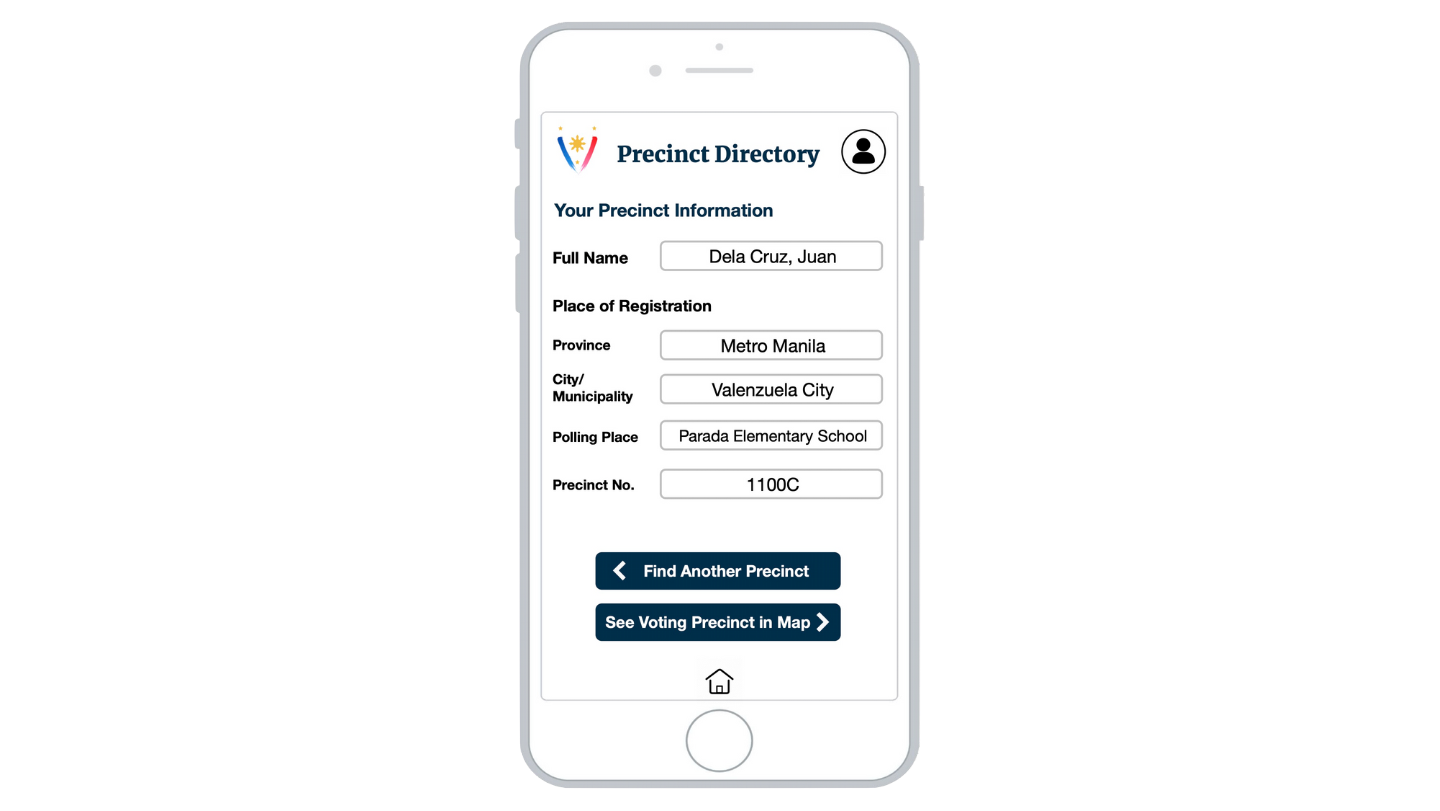 Precinct Directory
Your Precinct Information
Full Name
Dela Cruz, Juan
Place of Registration
Province
Metro Manila
City/
Municipality
Valenzuela City
Polling Place
Parada Elementary School
Precinct No.
1100C
Find Another Precinct
See Voting Precinct in Map